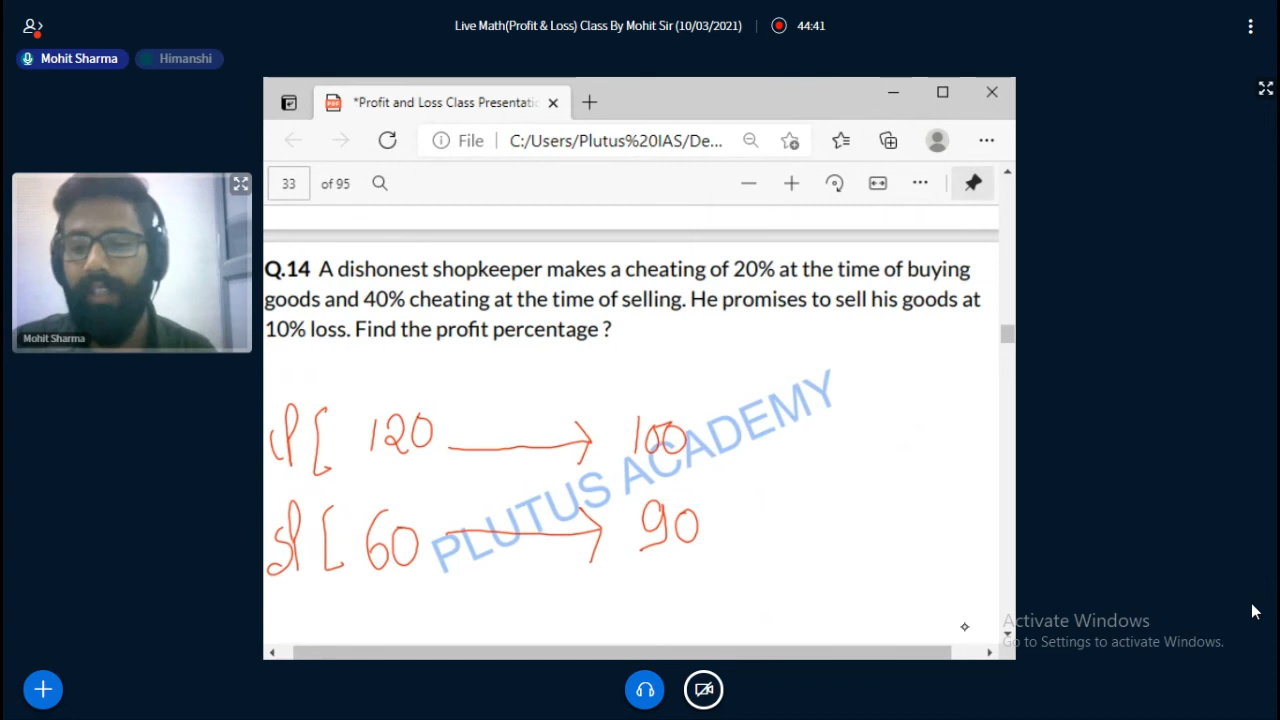 Live Math(Profit & Loss) Class By Mohit Sir (10/03/2021)
44:41
Mohit Sharma
Himanshi
*Profit and Loss Class Presentatio
File
C:/Users/Plutus%20IAS/De...
33 of 95
Mohit Sharma
Q.14 A dishonest shopkeeper makes a cheating of 20% at the time of buying
goods and 40% cheating at the time of selling. He promises to sell his goods at
10% loss. Find the profit percentage ?
CP[ 120 → 100
SP[ 60 → 90
PLUTUS ACADEMY
Activate Windows
Go to Settings to activate Windows.